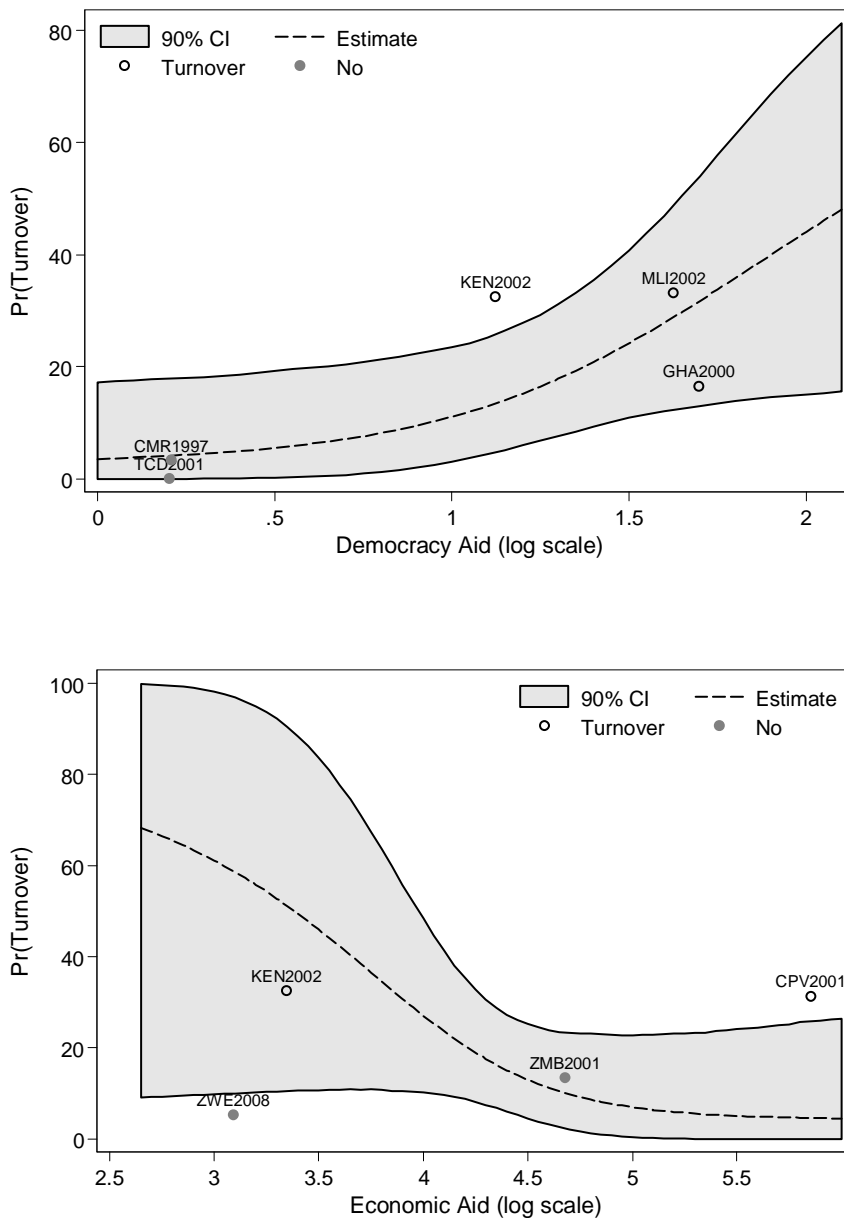 80
60
40
20
0
Pr(Turnover)
90% CI
Estimate
Turnover
No
KEN2002
MLI2002
GHA2000
CMR1997
TCD2001
0
.5
1
1.5
2
Democracy Aid (log scale)
100
80
60
40
20
0
Pr(Turnover)
90% CI
Estimate
Turnover
No
KEN2002
CPV2001
ZMB2001
ZWE2008
2.5
3
3.5
4
4.5
5
5.5
Economic Aid (log scale)